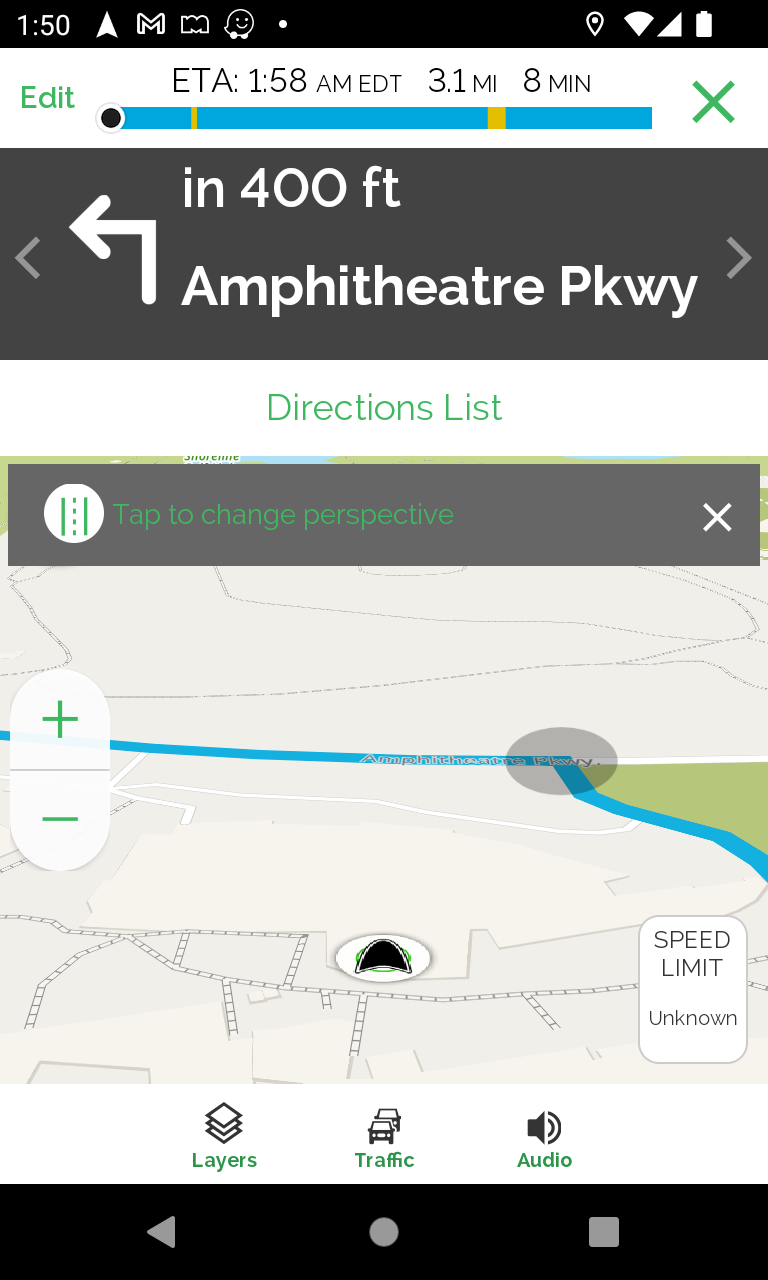 1:50
Edit
ETA: 1:58 AM EDT 3.1 MI 8 MIN
in 400 ft
Amphitheatre Pkwy
Directions List
Shoreline
Tap to change perspective
Amphitheatre Pkwy.
SPEED
LIMIT
Unknown
Layers
Traffic
Audio